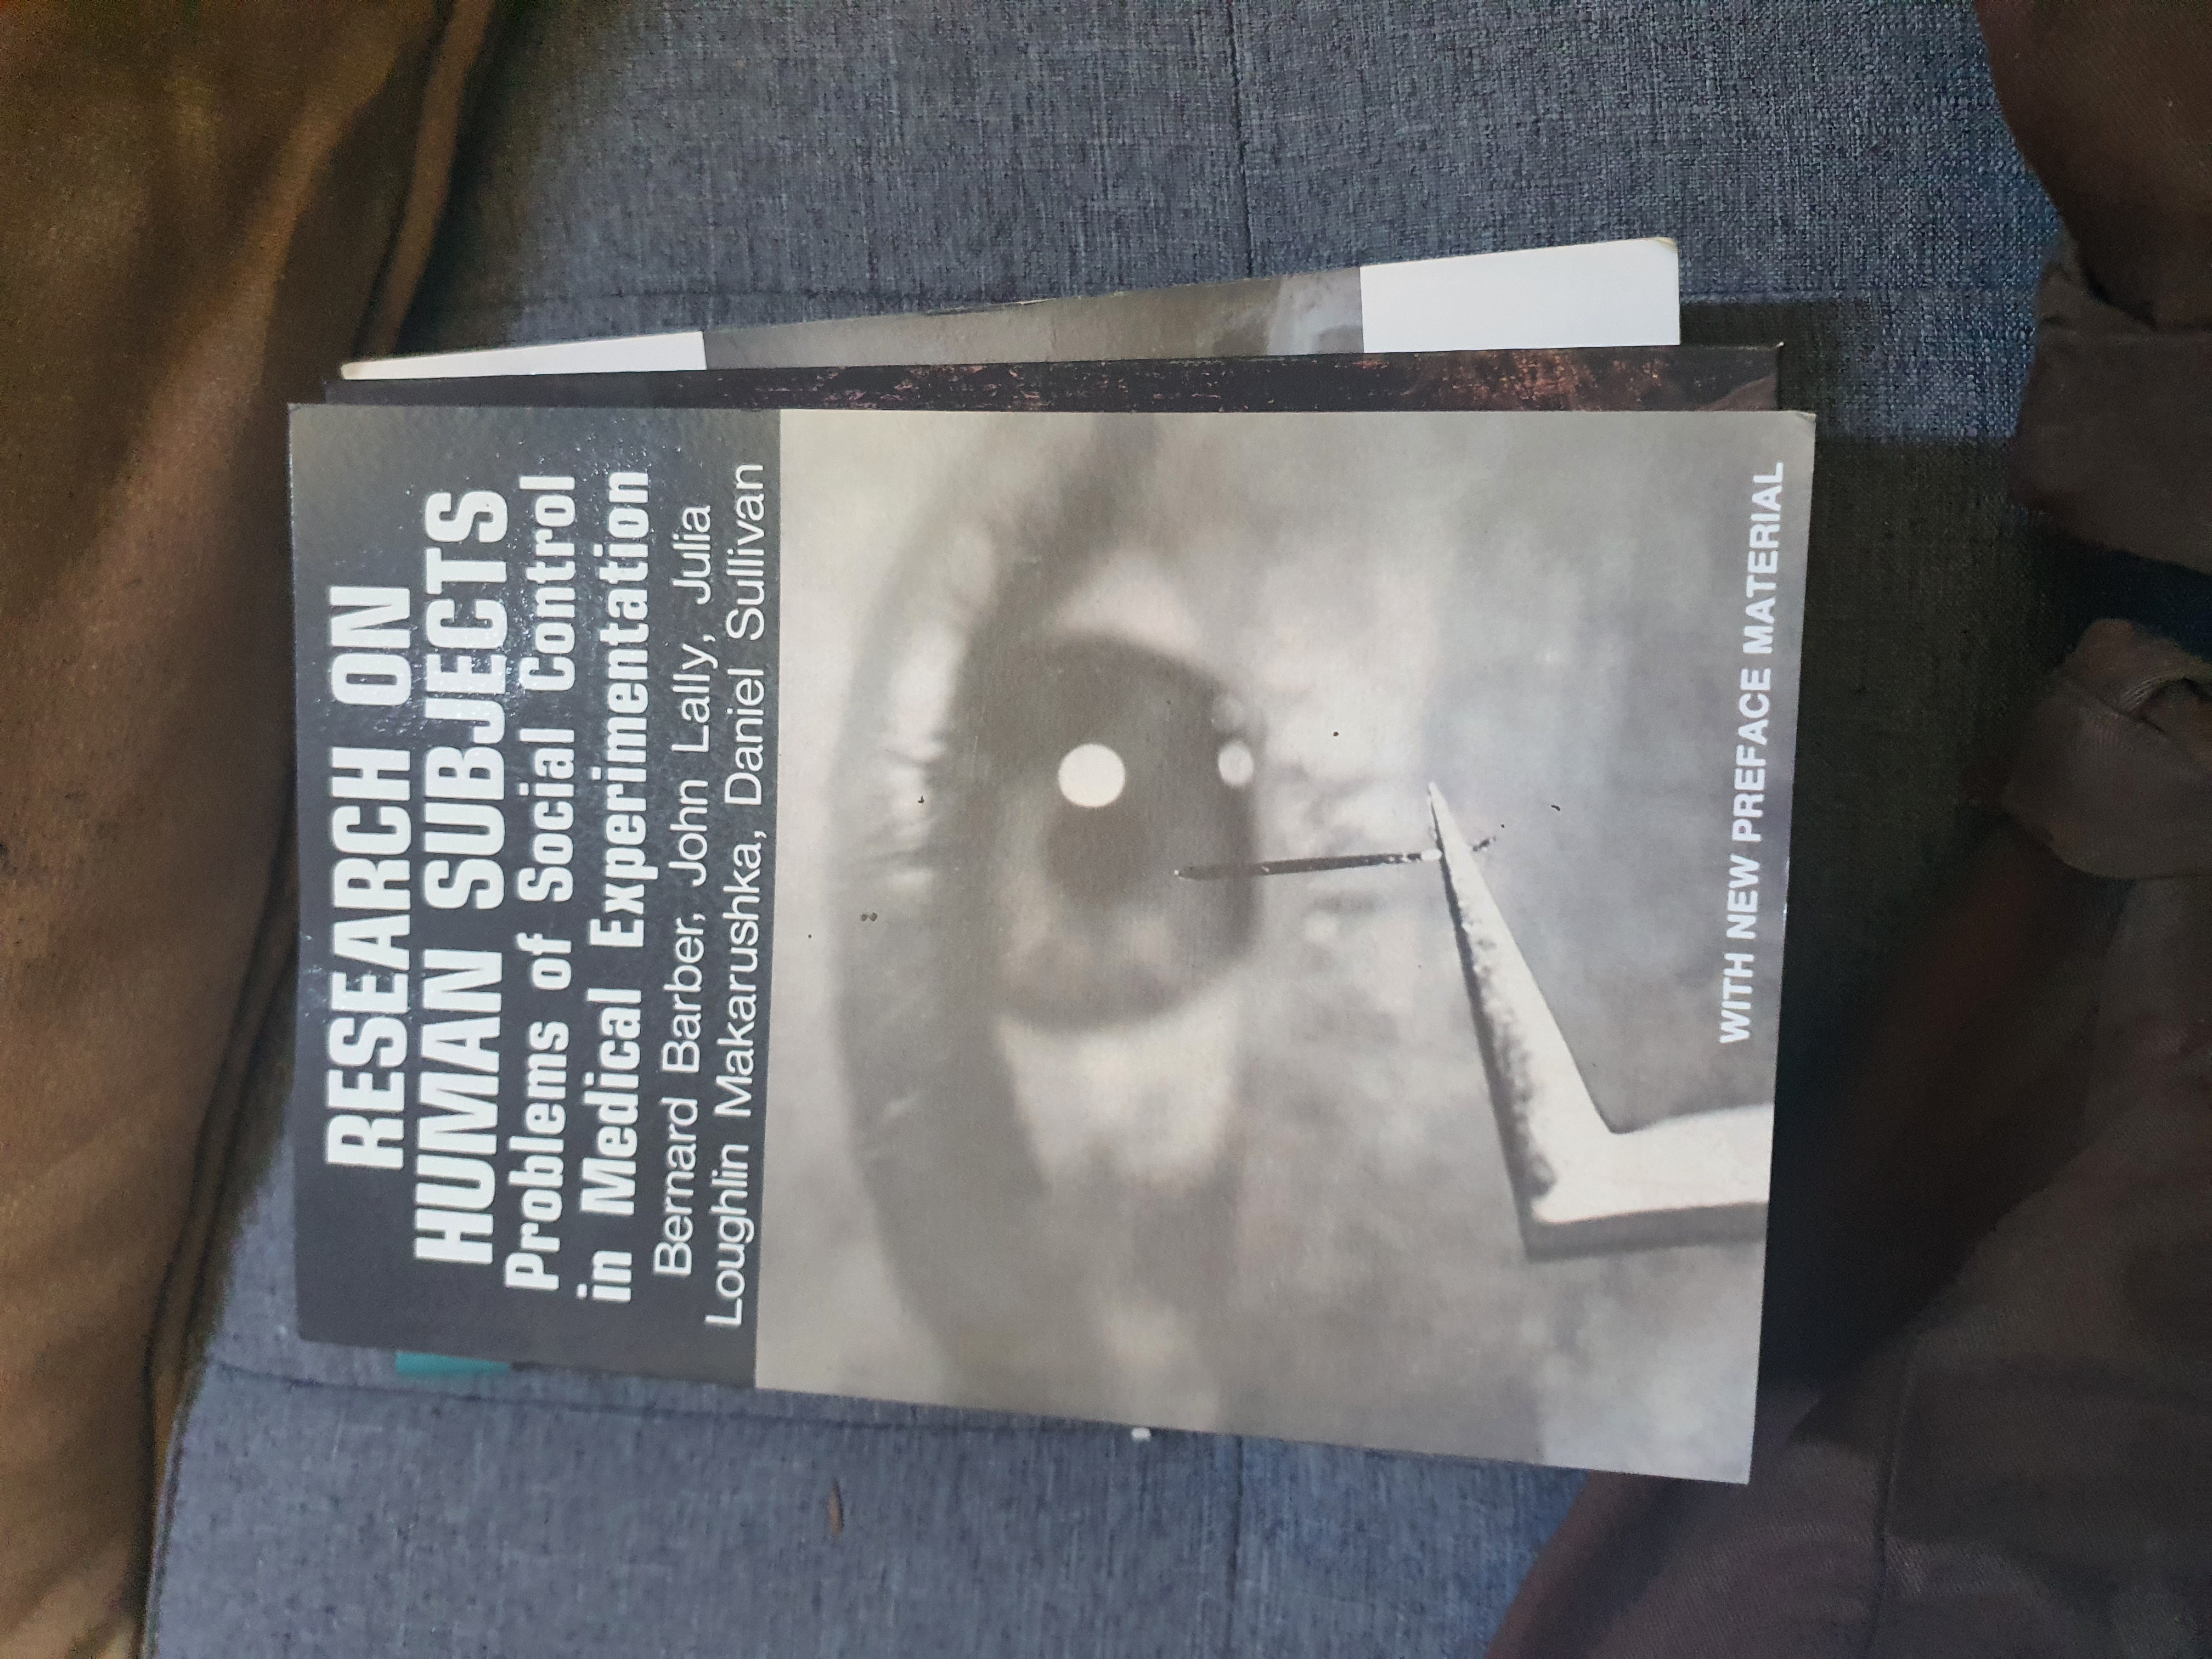 RESEARCH ON
HUMAN SUBJECTS
Problems of Social Control
in Medical Experimentation
Bernard Barber, John Lally, Julia
Loughlin Makarushka, Daniel Sullivan
WITH NEW PREFACE MATERIAL